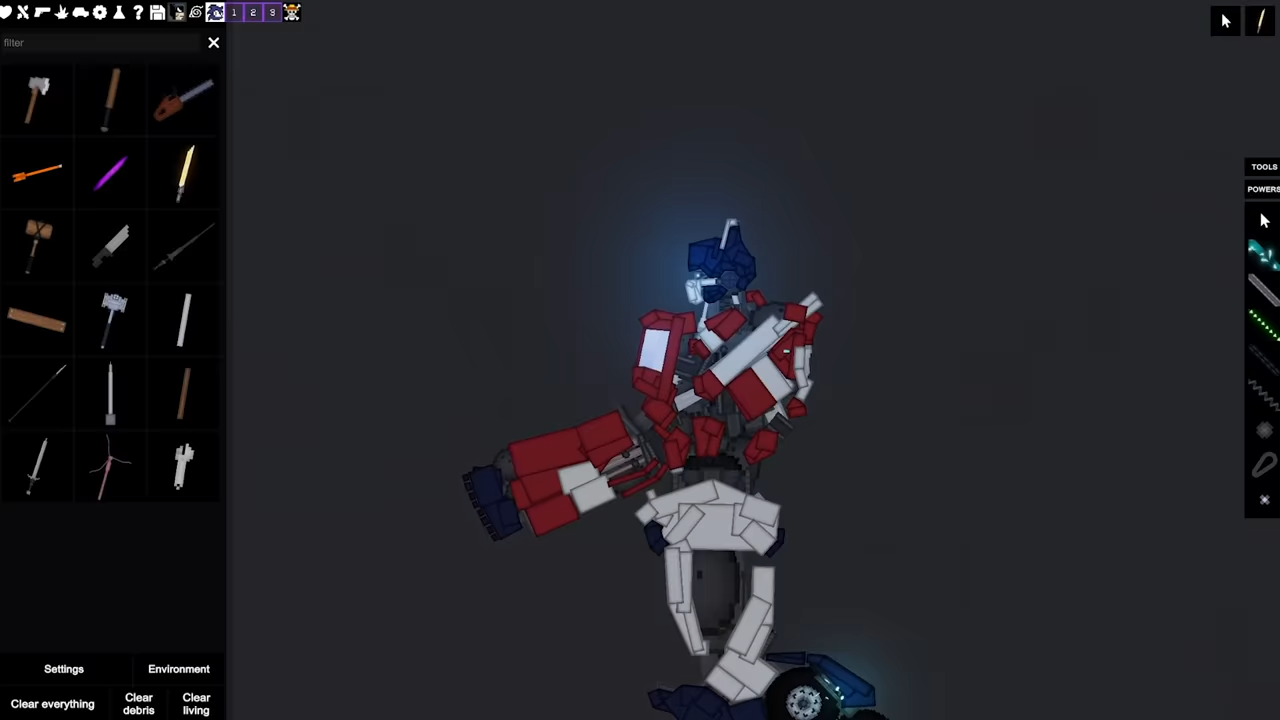 1 2 3
filter
TOOLS
POWERS
Settings Environment
Clear everything Clear debris Clear living